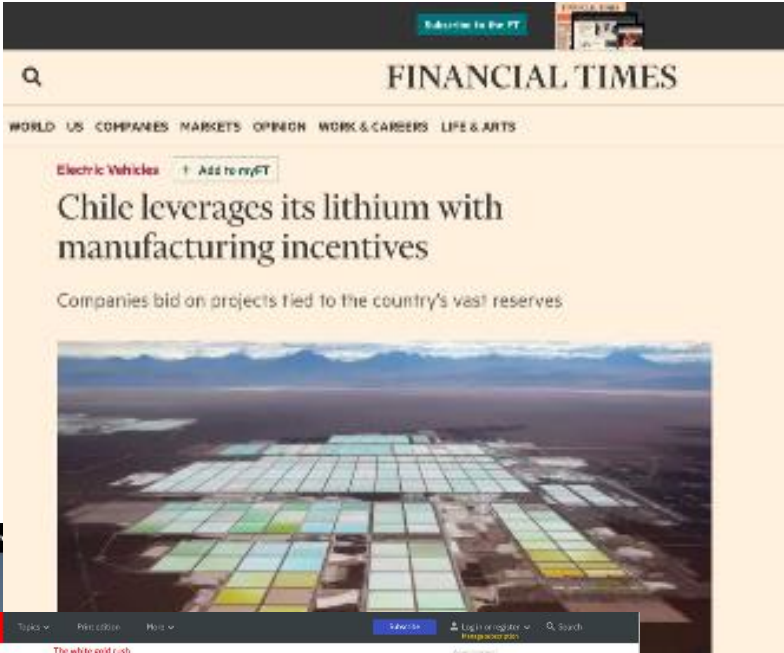 Subscribe to the FT
FINANCIAL TIMES
WORLD US COMPANIES MARKETS OPINION WORK & CAREERS LIFE & ARTS
Electric Vehicles + Add to myFT
Chile leverages its lithium with
manufacturing incentives
Companies bid on projects tied to the country's vast reserves
Topics Print edition More Subscribe Log in or register Search
Manage subscription
The white gold rush